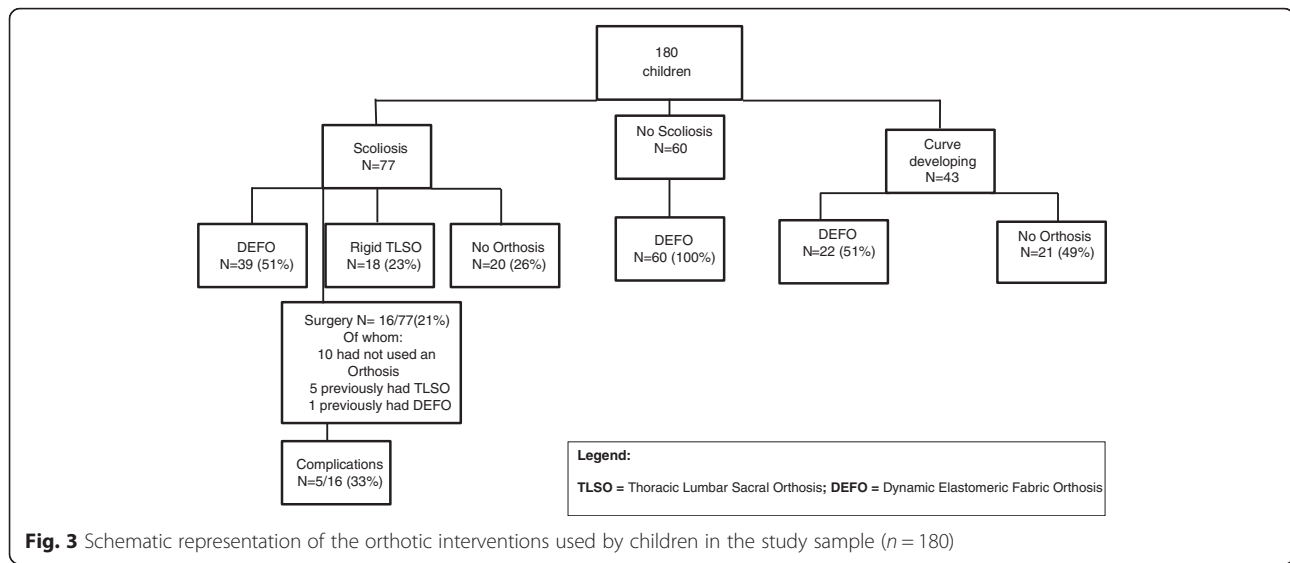 180
children
Scoliosis
N=77
No Scoliosis
N=60
Curve
developing
N=43
DEFO
N=39 (51%)
Rigid TLSO
N=18 (23%)
No Orthosis
N=20 (26%)
DEFO
N=60 (100%)
DEFO
N=22 (51%)
No Orthosis
N=21 (49%)
Surgery N= 16/77(21%)
Of whom:
10 had not used an
Orthosis
5 previously had TLSO
1 previously had DEFO
Complications
N=5/16 (33%)
Legend:
TLSO = Thoracic Lumbar Sacral Orthosis; DEFO = Dynamic Elastomeric Fabric Orthosis
Fig. 3 Schematic representation of the orthotic interventions used by children in the study sample (n = 180)